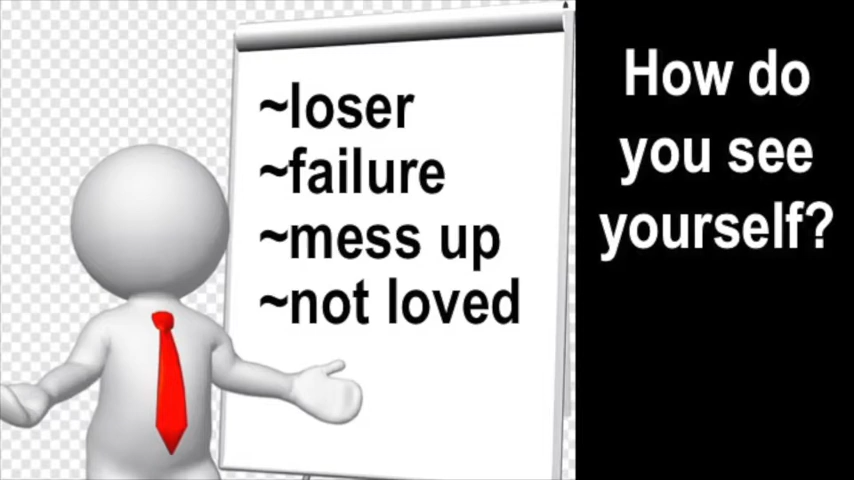 ~loser
~failure
~mess up
~not loved
How do
you see
yourself?